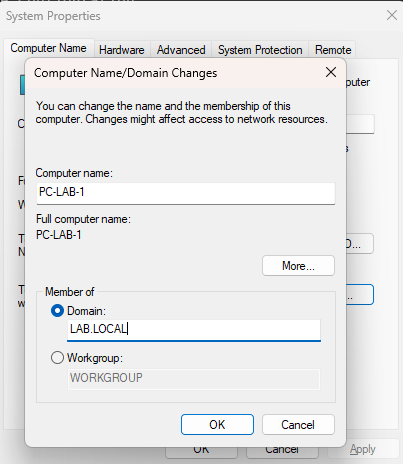 System Properties
Computer Name Hardware Advanced System Protection Remote
Computer Name/Domain Changes
You can change the name and the membership of this
computer. Changes might affect access to network resources.
Computer name:
PC-LAB-1
Full computer name:
PC-LAB-1
More...
Member of
Domain:
LAB.LOCAL
Workgroup:
WORKGROUP
OK Cancel
OK Cancel Apply